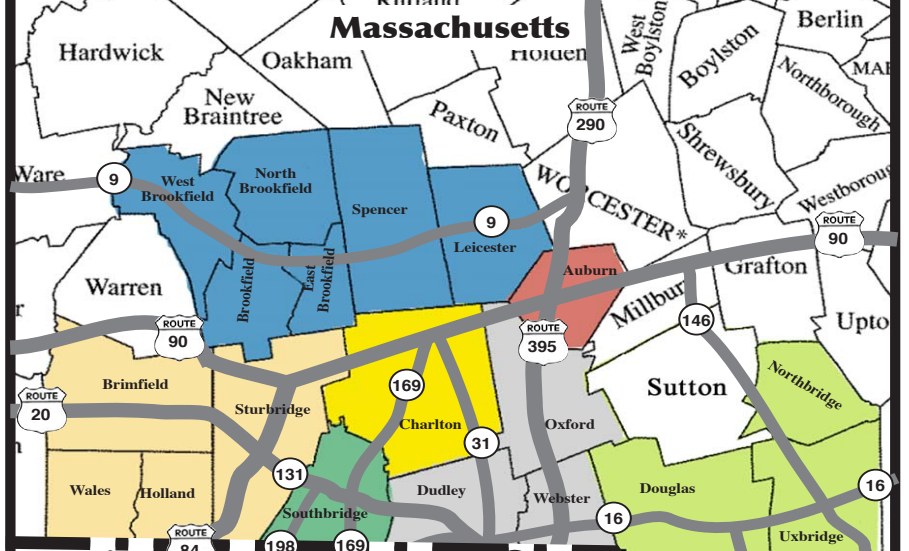 Rutland
Massachusetts
Hardwick
Oakham
Holden
West
Boylston
Boylston
Berlin
Northborough
New
Braintree
Paxton
ROUTE
290
Shrewsbury
Ware
9
West
Brookfield
North
Brookfield
Spencer
9
Leicester
WORCESTER*
ROUTE
90
Brookfield
East
Brookfield
Auburn
Grafton
Warren
Millbur
146
Upto
ROUTE
90
ROUTE
395
Brimfield
169
Sutton
Northbridge
ROUTE
20
Sturbridge
Charlton
31
Oxford
131
Wales
Holland
Dudley
Webster
Douglas
16
Southbridge
16
Uxbridge
ROUTE
84
198
169